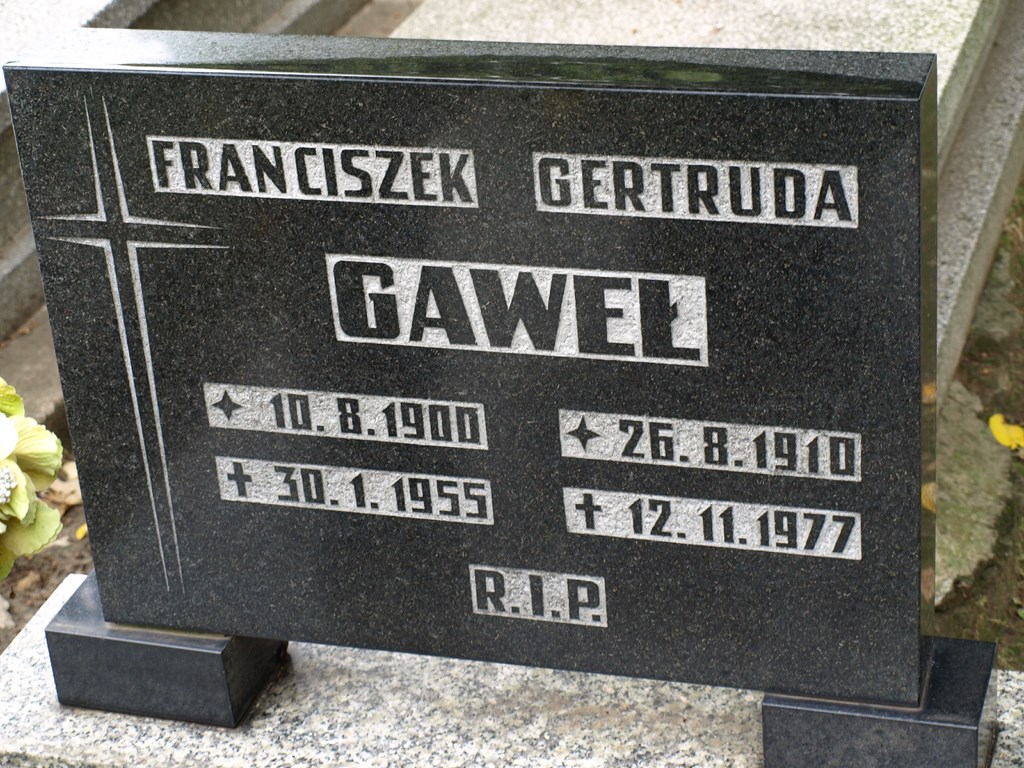 FRANCISZEK GERTRUDA
GAWEŁ
✦ 10. 8. 1900 ✦ 26. 8. 1910
✝ 30. 1. 1955 ✝ 12. 11. 1977
R.I.P.